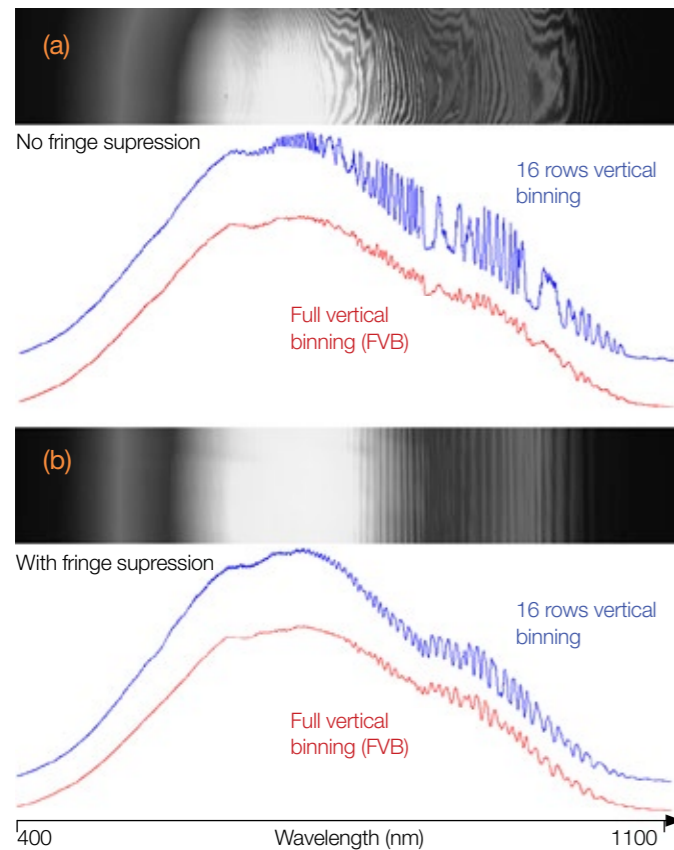 (a)
No fringe supression
16 rows vertical
binning
Full vertical
binning (FVB)
(b)
With fringe supression
16 rows vertical
binning
Full vertical
binning (FVB)
400 Wavelength (nm) 1100